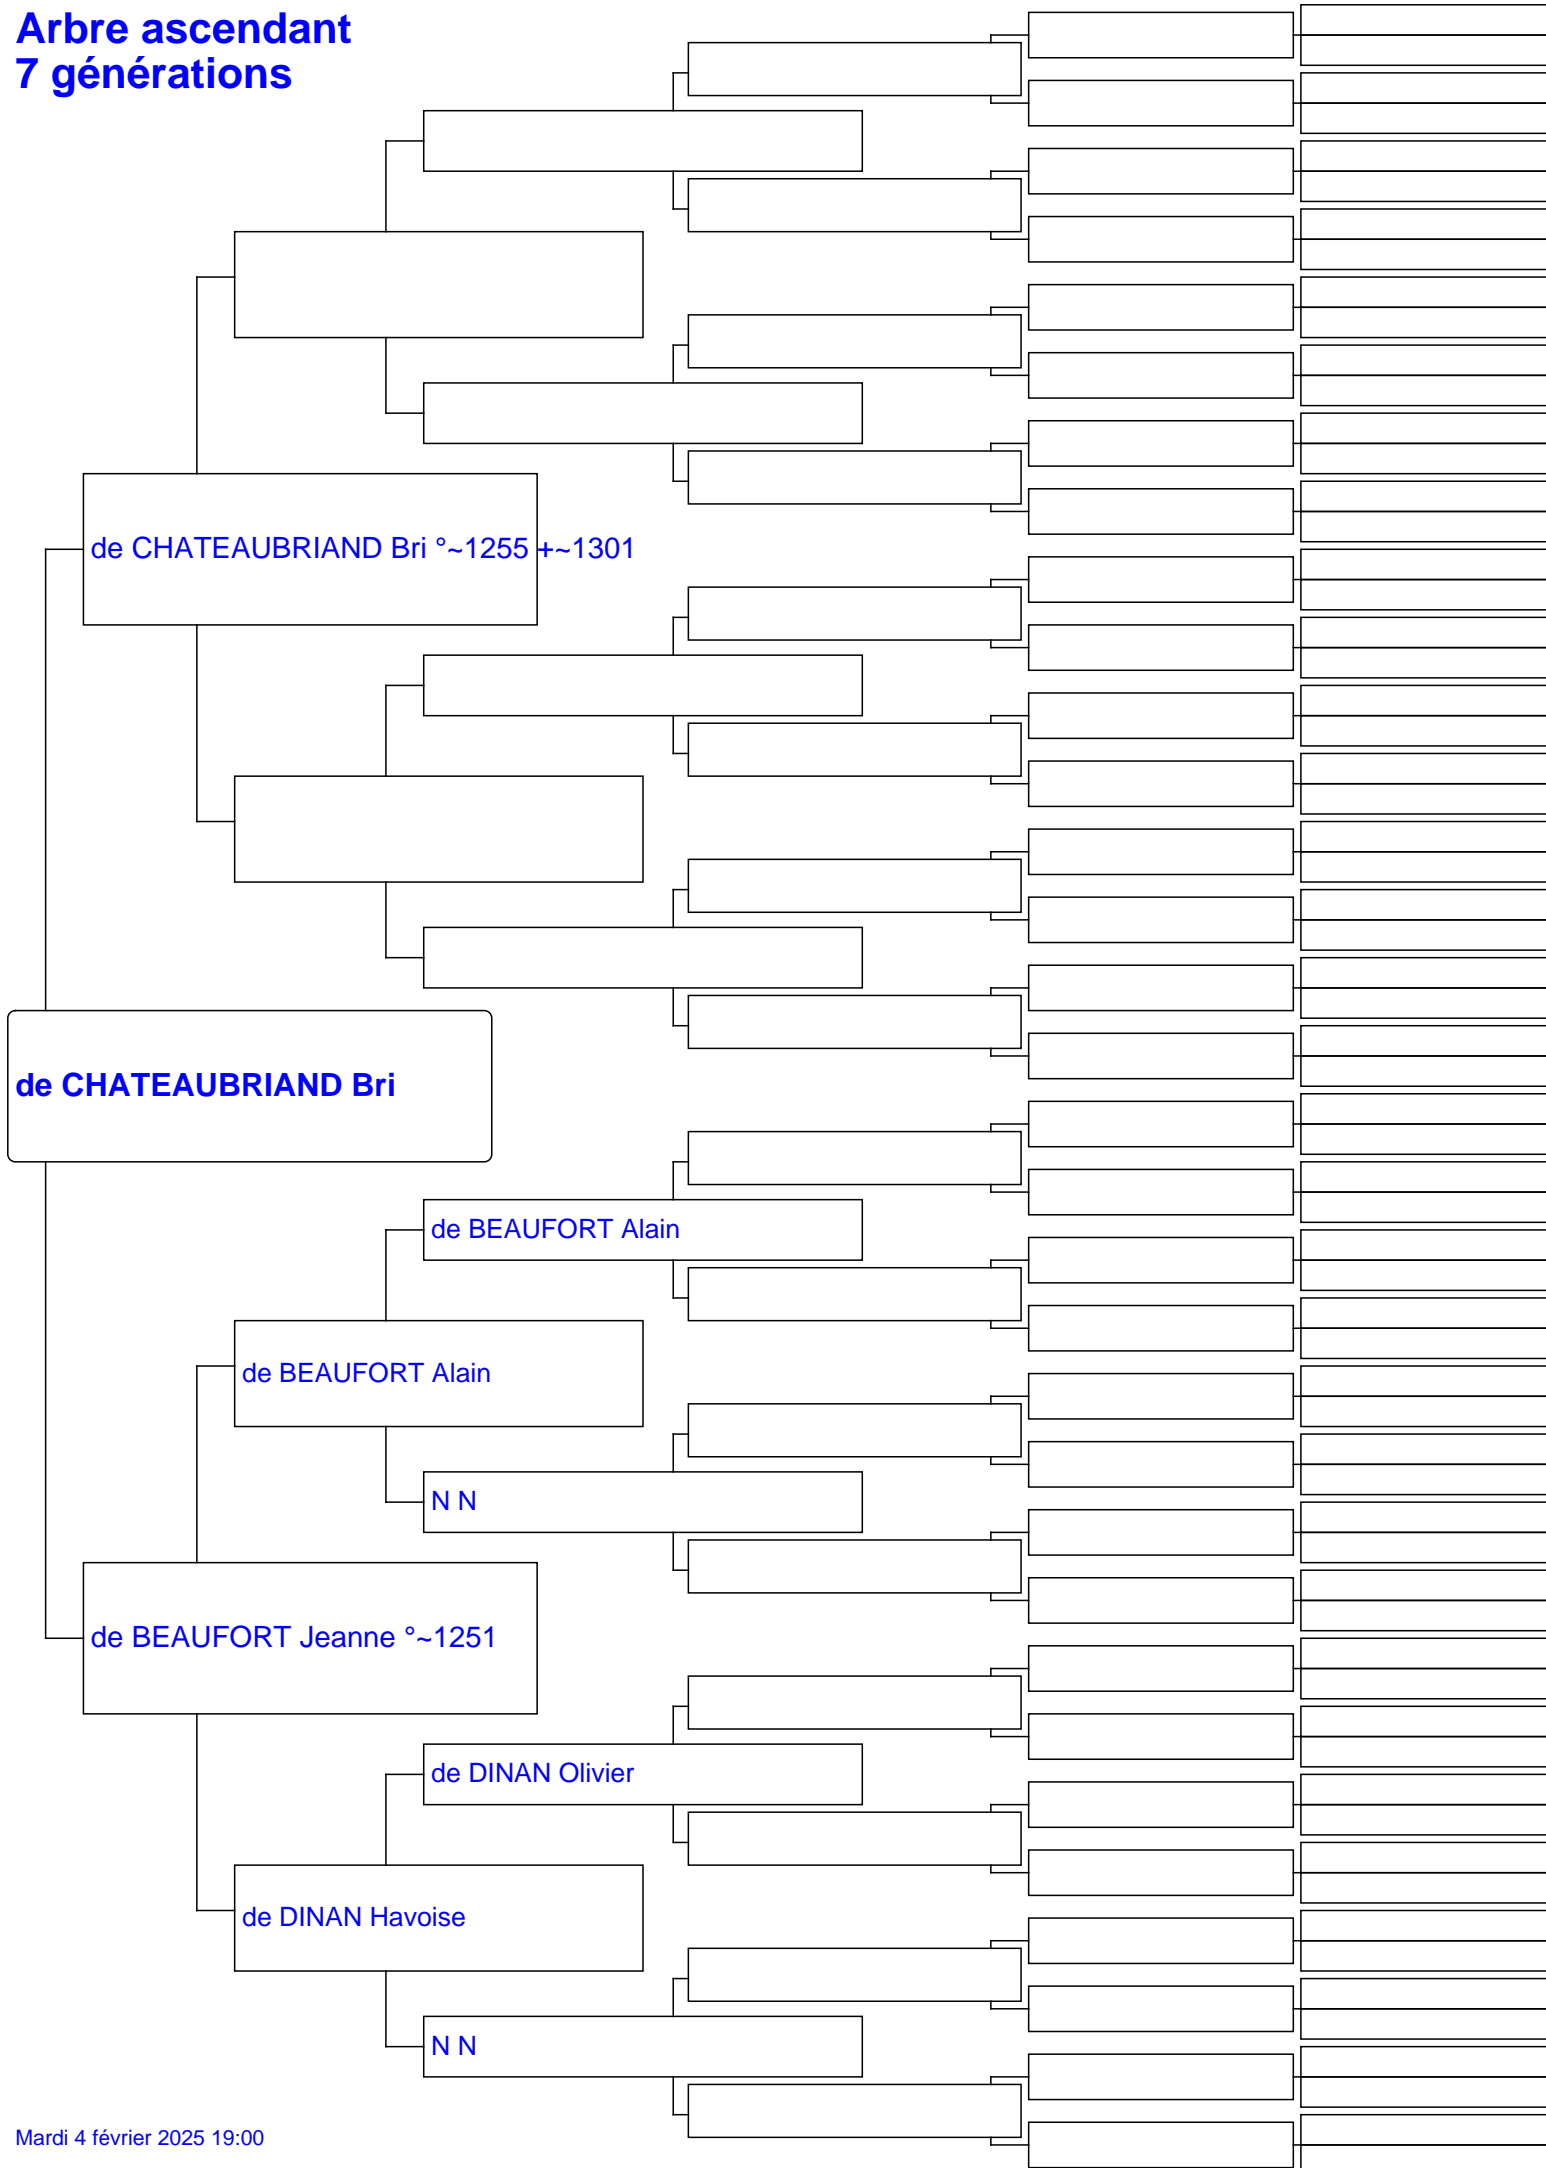 Arbre ascendant
7 générations
de CHATEAUBRIAND Bri °~1255 +~1301
de CHATEAUBRIAND Bri
de BEAUFORT Alain
de BEAUFORT Alain
N N
de BEAUFORT Jeanne °~1251
de DINAN Olivier
de DINAN Havoise
N N
Mardi 4 février 2025 19:00